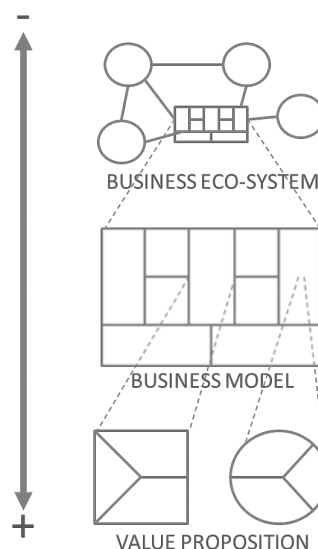 -
BUSINESS ECO-SYSTEM
BUSINESS MODEL
+
VALUE PROPOSITION